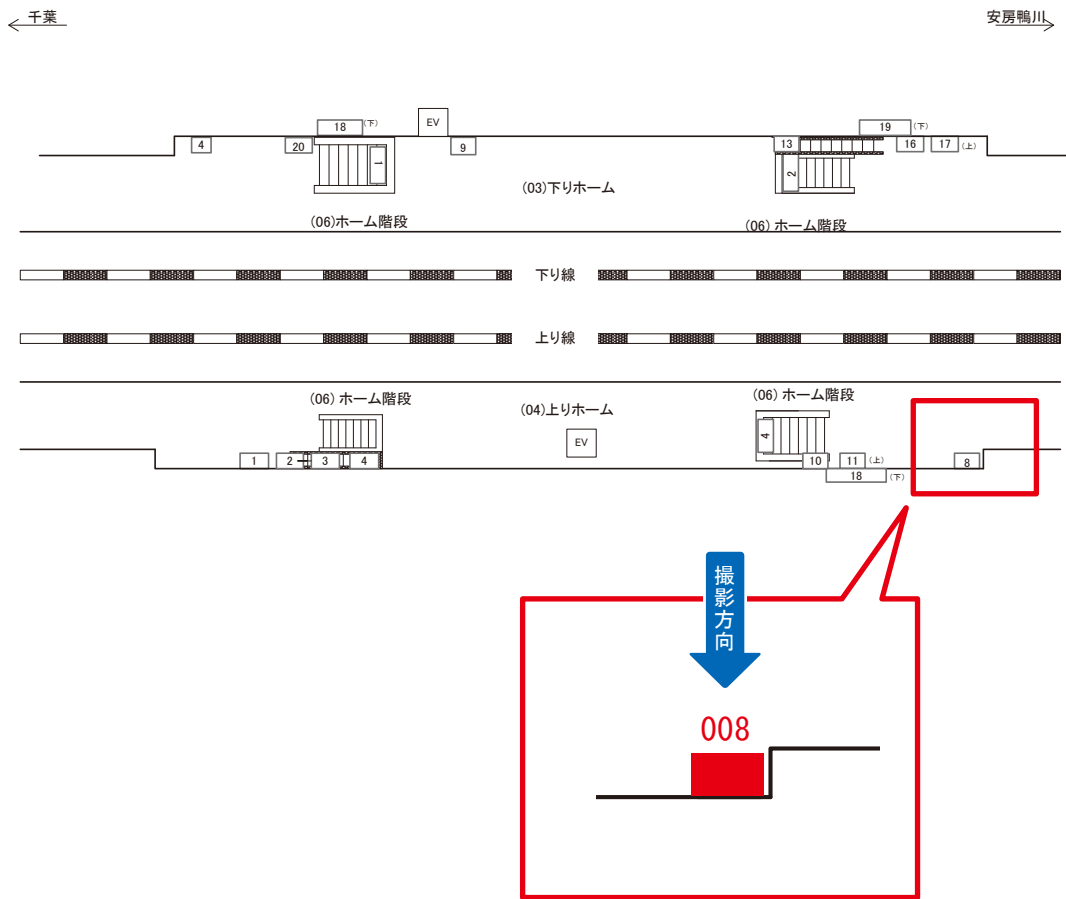 千葉
安房鴨川
18
(下)
EV
19
(下)
4
20
9
13
16
17
(上)
1
2
(03)下りホーム
(06)ホーム階段
(06) ホーム階段
下り線
上り線
(06) ホーム階段
(04)上りホーム
(06) ホーム階段
EV
4
1
2
3
4
10
11
(上)
8
18
(下)
撮影方向
008